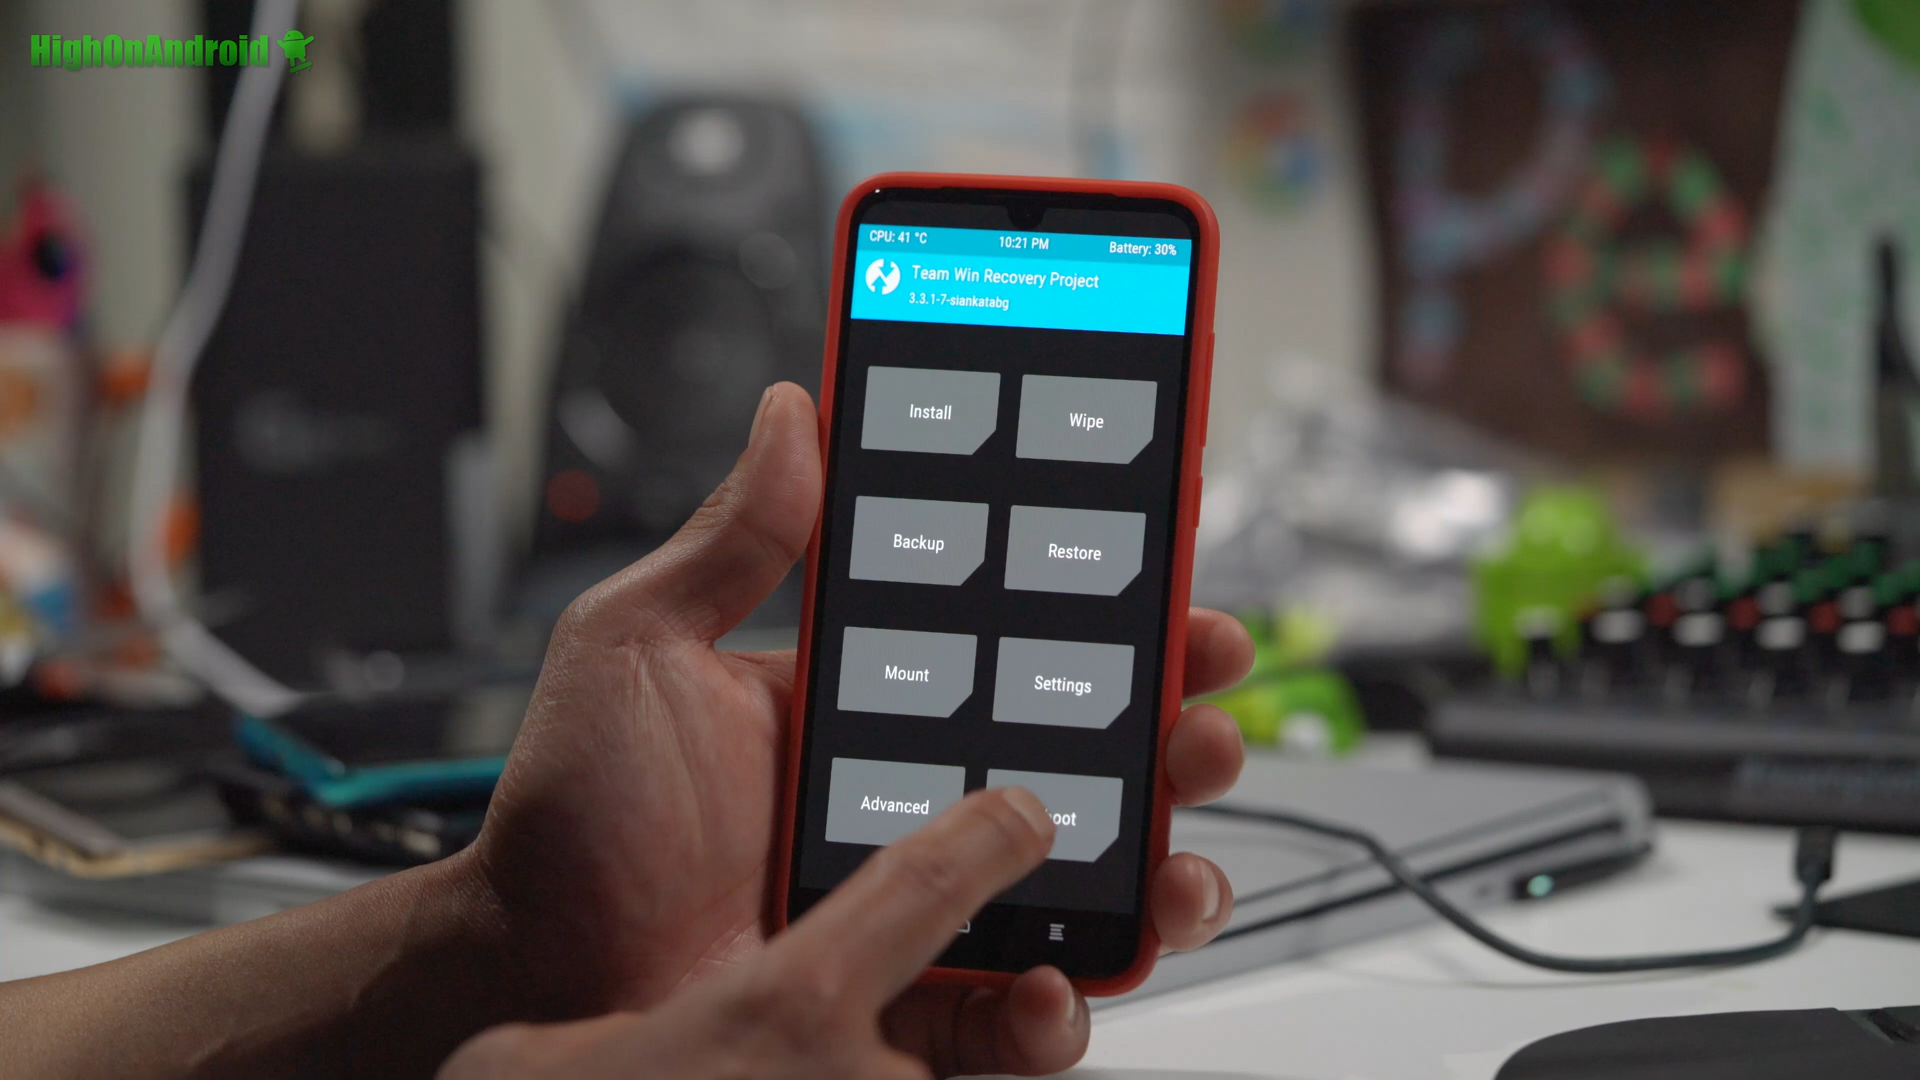 HighOnAndroid
CPU: 41 °C 10:21 PM Battery: 30%
Team Win Recovery Project
3.3.1-7-siankatabg
Install Wipe
Backup Restore
Mount Settings
Advanced oot